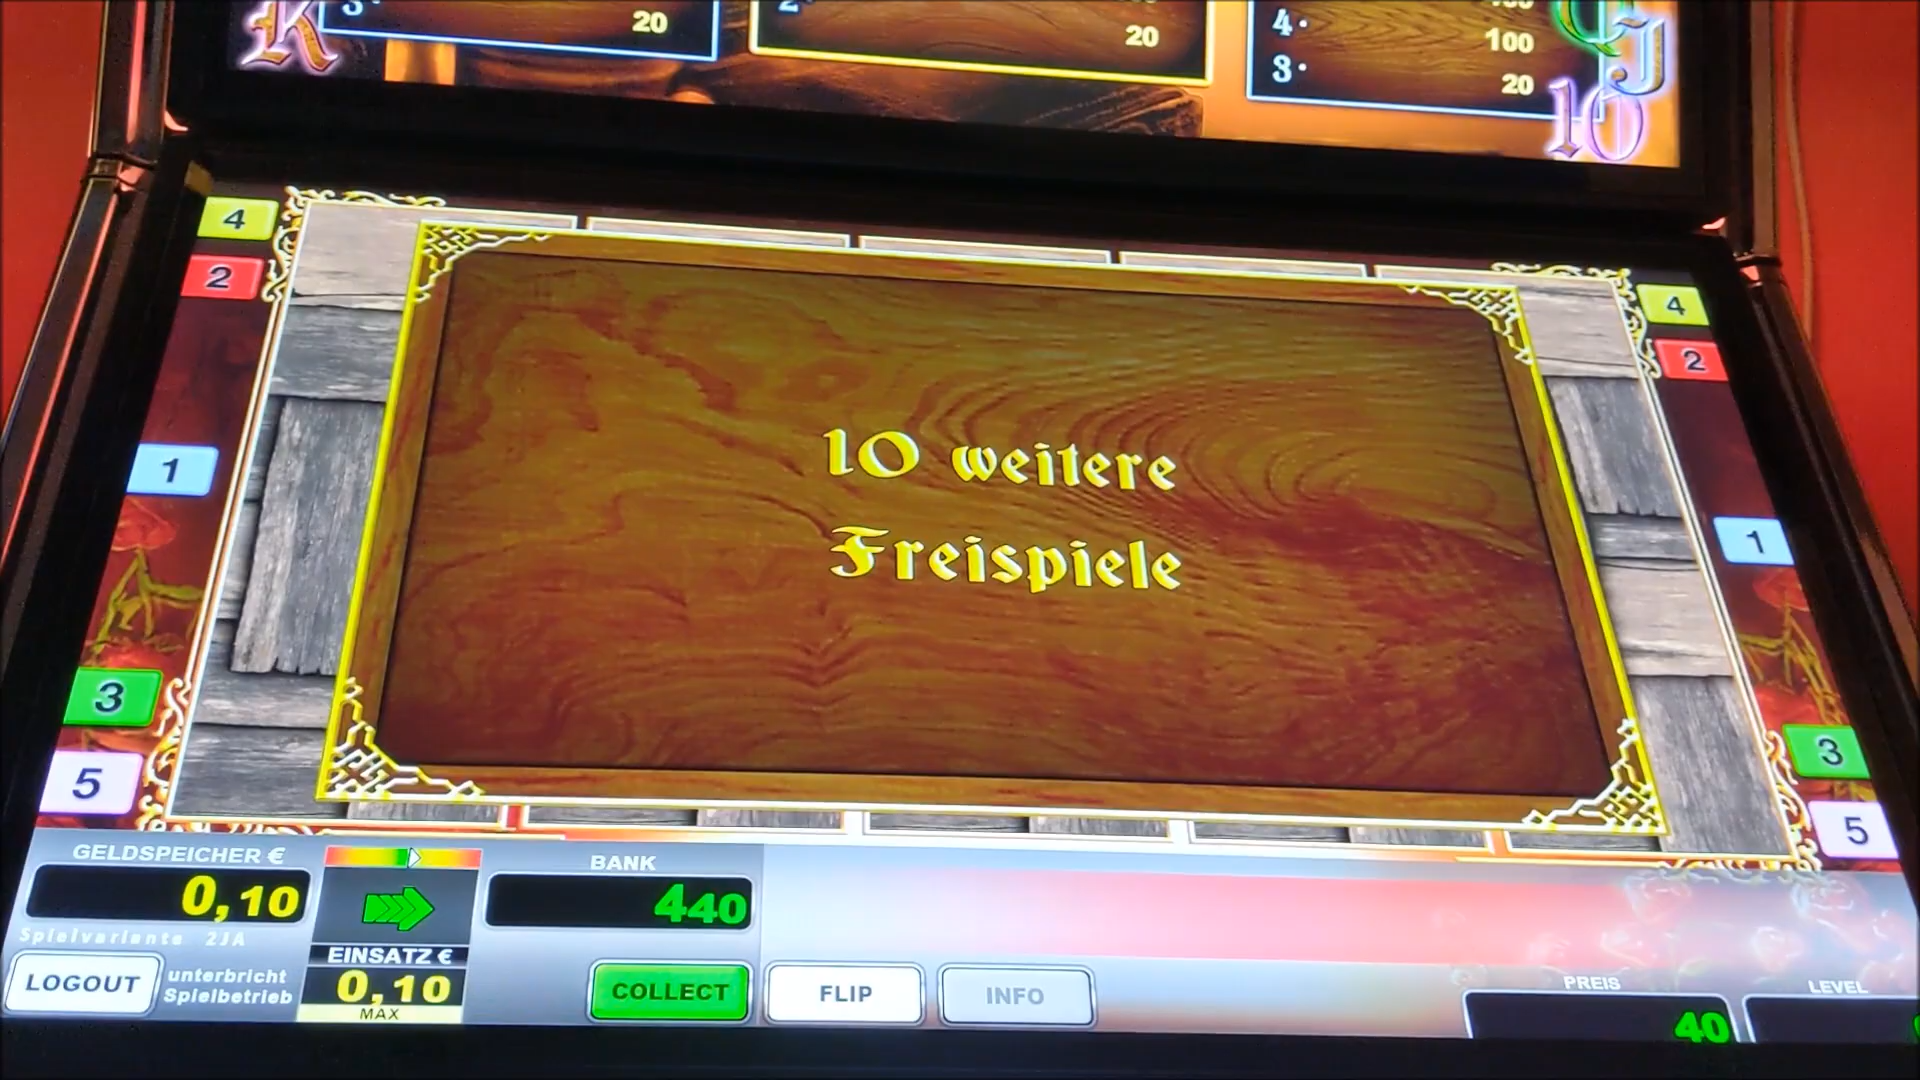 K
3·
20
2·
20
4·
100
3·
20
J
10
4
2
1
3
5
4
2
1
3
5
10 weitere
Freispiele
GELDSPEICHER €
0,10
Spielvariante 2JA
LOGOUT
unterbricht
Spielbetrieb
EINSATZ €
0,10
MAX
BANK
440
COLLECT
FLIP
INFO
PREIS
40
LEVEL